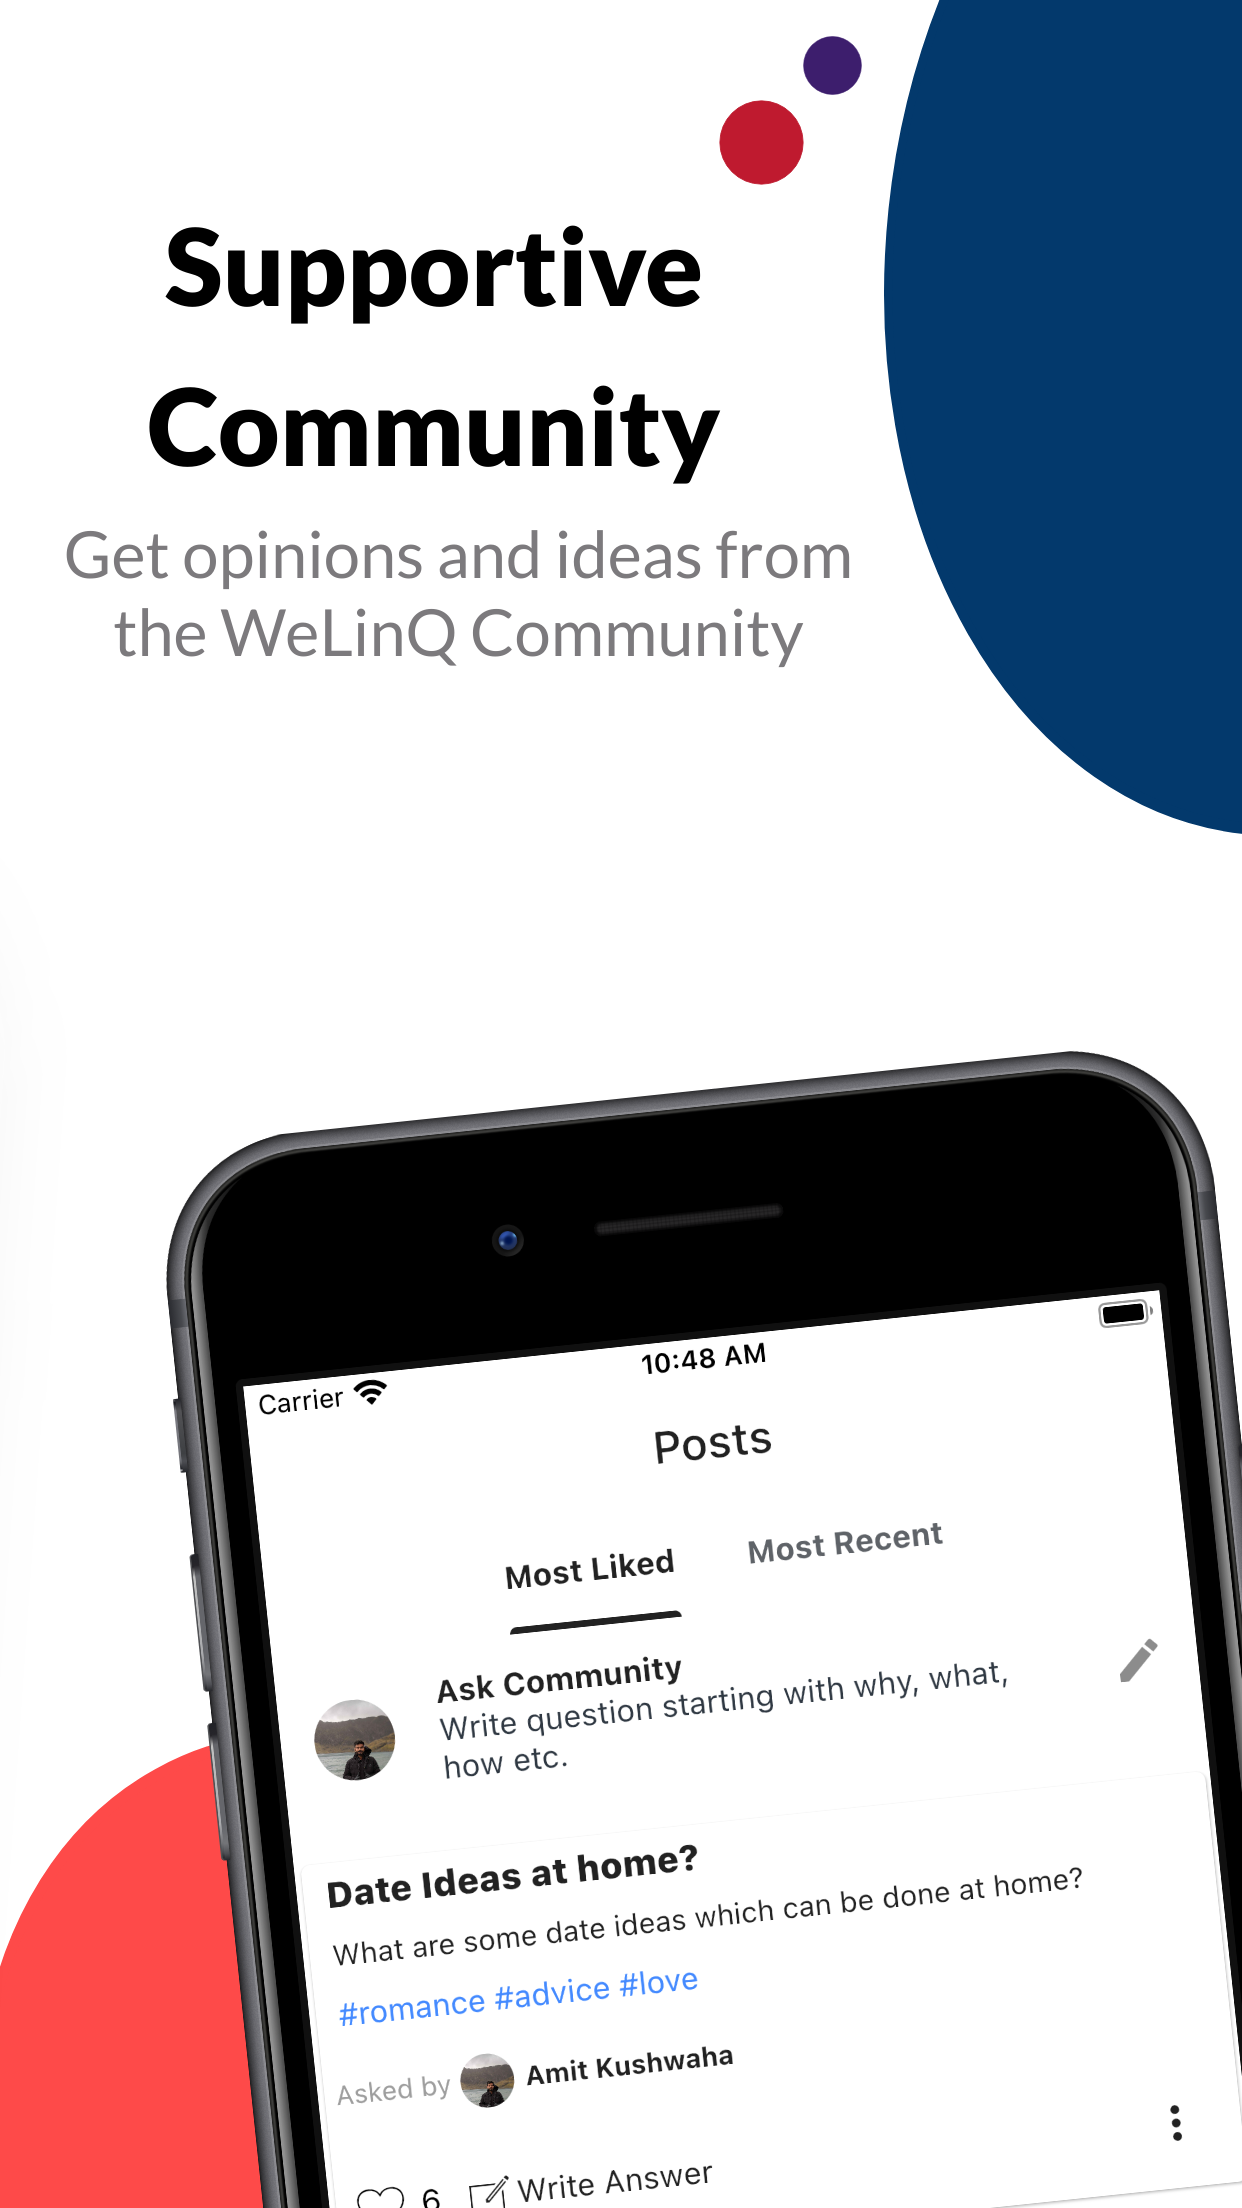 Supportive
Community
Get opinions and ideas from
the WeLinQ Community
Carrier
10:48 AM
Posts
Most Liked
Most Recent
Ask Community
Write question starting with why, what,
how etc.
Date Ideas at home?
What are some date ideas which can be done at home?
#romance #advice #love
Asked by Amit Kushwaha
6 Write Answer